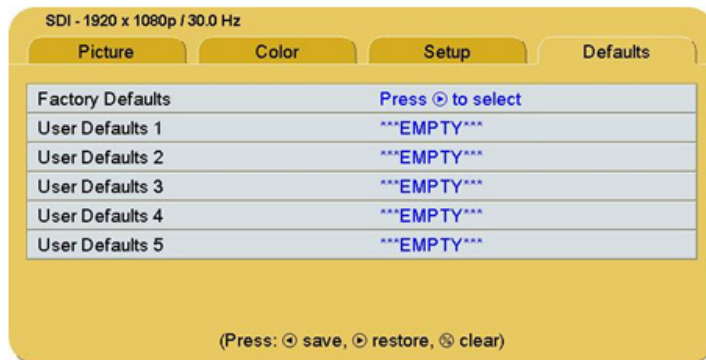 SDI - 1920 x 1080p / 30.0 Hz
Picture Color Setup Defaults
Factory Defaults Press ▸ to select
User Defaults 1 ***EMPTY***
User Defaults 2 ***EMPTY***
User Defaults 3 ***EMPTY***
User Defaults 4 ***EMPTY***
User Defaults 5 ***EMPTY***
(Press: ◂ save, ▸ restore, ⊗ clear)